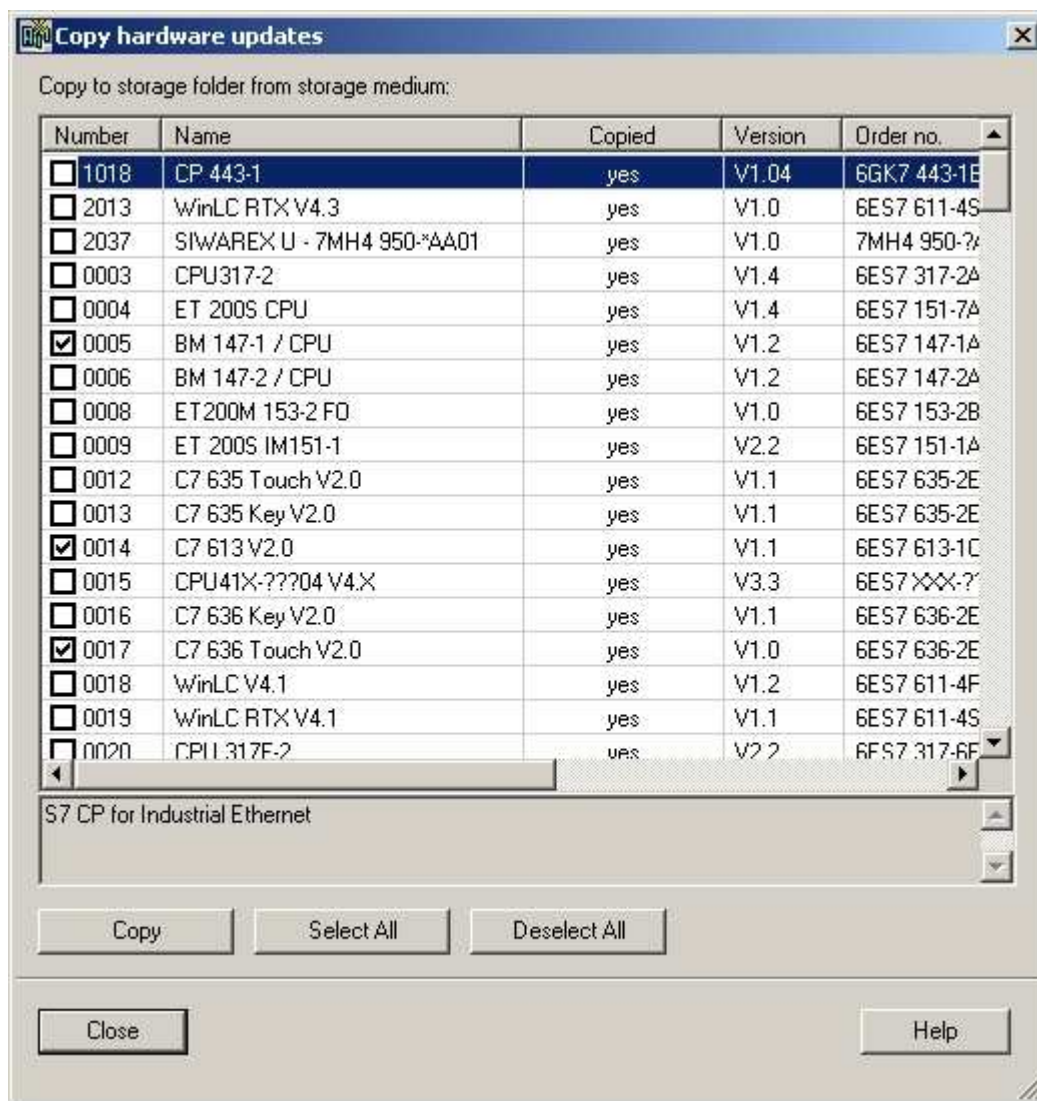 Copy hardware updates
Copy to storage folder from storage medium:
Number Name Copied Version Order no.
1018 CP 443-1 yes V1.04 6GK7 443-1E
2013 WinLC RTX V4.3 yes V1.0 6ES7 611-4S
2037 SIWAREX U - 7MH4 950-*AA01 yes V1.0 7MH4 950-?A
0003 CPU317-2 yes V1.4 6ES7 317-2A
0004 ET 200S CPU yes V1.4 6ES7 151-7A
0005 BM 147-1 / CPU yes V1.2 6ES7 147-1A
0006 BM 147-2 / CPU yes V1.2 6ES7 147-2A
0008 ET200M 153-2 FO yes V1.0 6ES7 153-2B
0009 ET 200S IM151-1 yes V2.2 6ES7 151-1A
0012 C7 635 Touch V2.0 yes V1.1 6ES7 635-2E
0013 C7 635 Key V2.0 yes V1.1 6ES7 635-2E
0014 C7 613 V2.0 yes V1.1 6ES7 613-1C
0015 CPU41X-???04 V4.X yes V3.3 6ES7 XXX-??
0016 C7 636 Key V2.0 yes V1.1 6ES7 636-2E
0017 C7 636 Touch V2.0 yes V1.0 6ES7 636-2E
0018 WinLC V4.1 yes V1.2 6ES7 611-4F
0019 WinLC RTX V4.1 yes V1.1 6ES7 611-4S
0020 CPU 317F-2 yes V2.2 6ES7 317-6F
S7 CP for Industrial Ethernet
Copy Select All Deselect All
Close Help